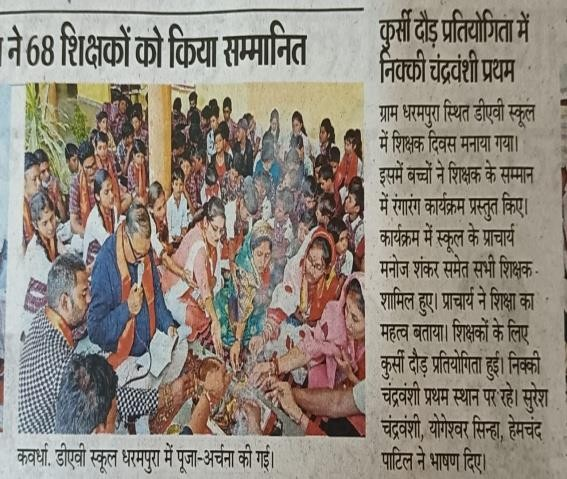 ने 68 शिक्षकों को किया सम्मानित
कवर्धा. डीएवी स्कूल धरमपुरा में पूजा-अर्चना की गई।
कुर्सी दौड़ प्रतियोगिता में
निक्की चंद्रवंशी प्रथम
ग्राम धरमपुरा स्थित डीएवी स्कूल
में शिक्षक दिवस मनाया गया।
इपमें बच्चों ने शिक्षक के सम्मान
में रंगारंग कार्यक्रम प्रस्तुत किए।
कार्यक्रम में स्कूल के प्राचार्य
मनोज शंकर समेत सभी शिक्षक
शामिल हुए। प्राचार्य ने शिक्षा का
महत्व बताया। शिक्षकों के लिए
कुर्सी दौड़ प्रतियोगिता हुई। निक्की
चंद्रवंशी प्रथम स्थान पर रहे। सुरेश
चंद्रवंशी, योगेश्वर सिन्हा, हेमचंद
पाटिल ने भाषण दिए।